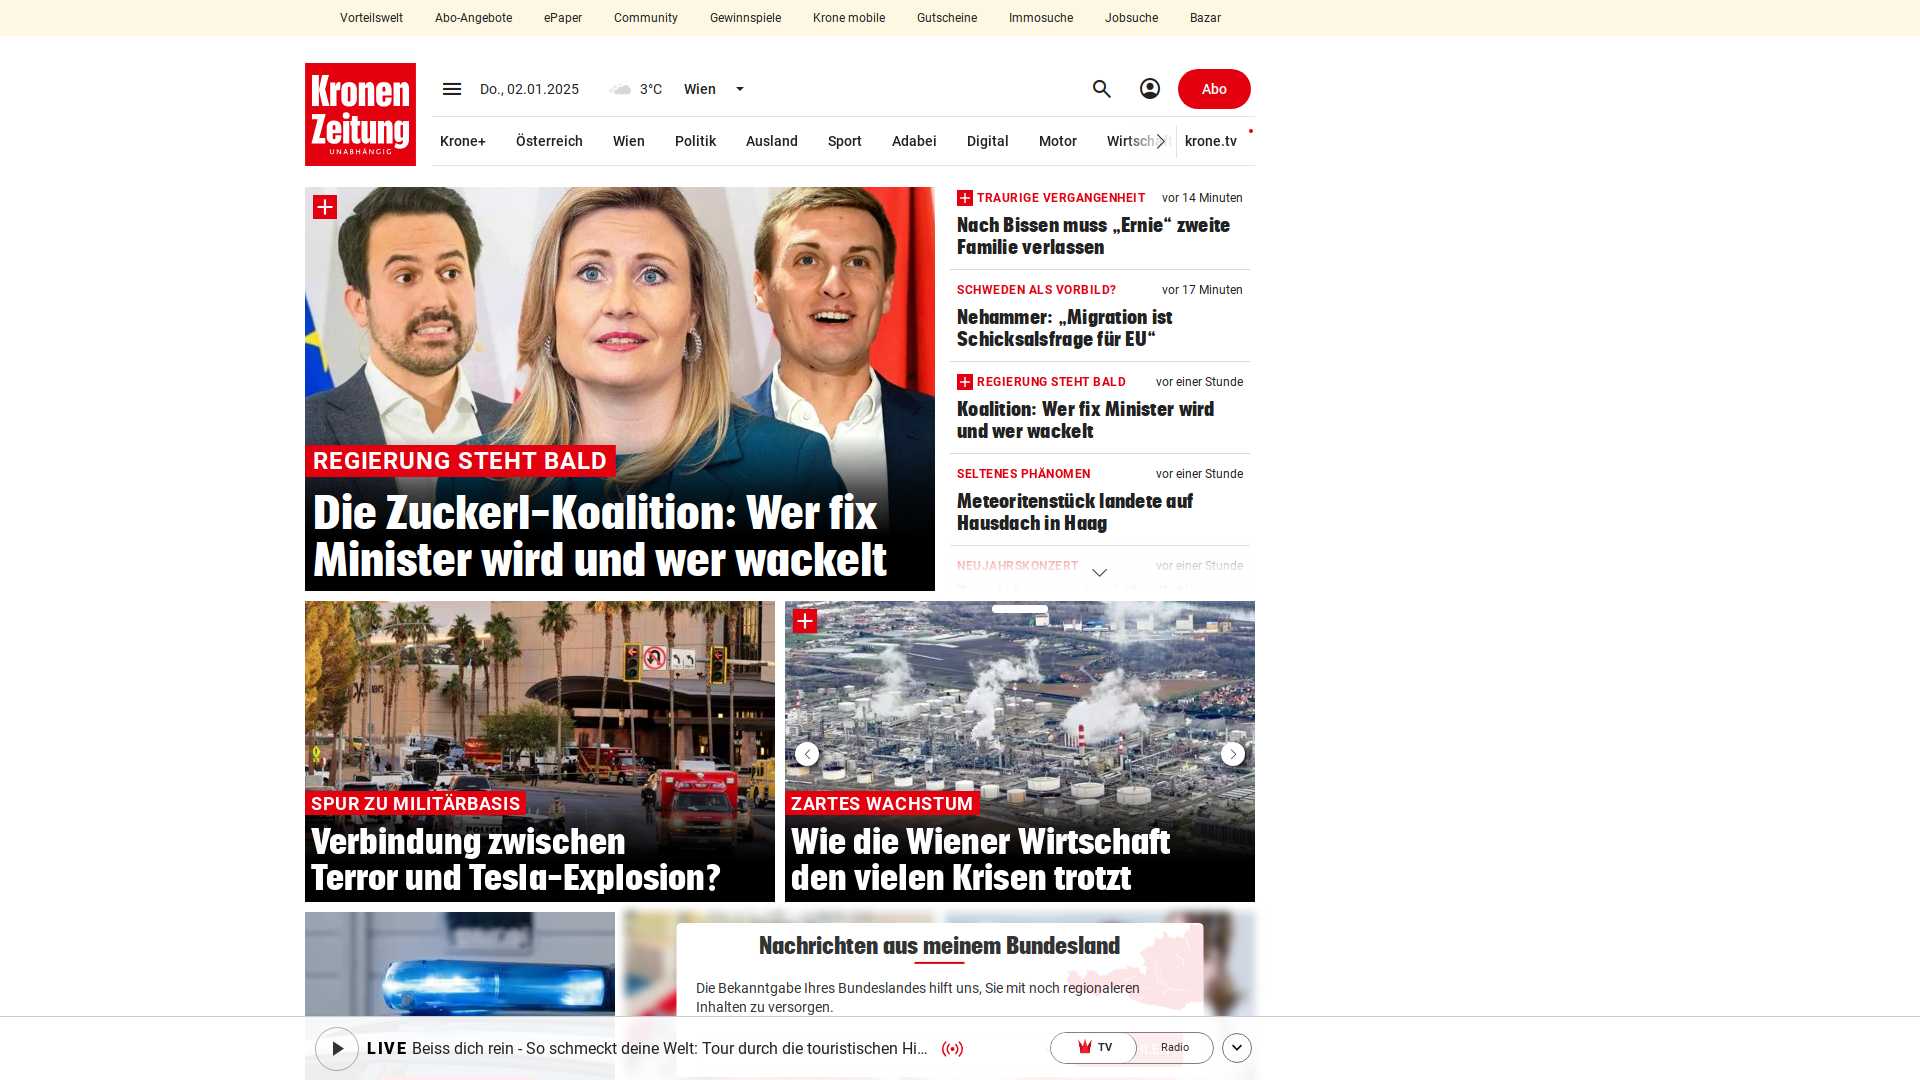 Vorteilswelt Abo-Angebote ePaper Community Gewinnspiele Krone mobile Gutscheine Immosuche Jobsuche Bazar
Kronen
Zeitung
UNABHÄNGIG
Do., 02.01.2025 3°C Wien Abo
Krone+ Österreich Wien Politik Ausland Sport Adabei Digital Motor krone.tv
REGIERUNG STEHT BALD
Die Zuckerl-Koalition: Wer fix
Minister wird und wer wackelt
TRAURIGE VERGANGENHEIT vor 14 Minuten
Nach Bissen muss „Ernie“ zweite
Familie verlassen
SCHWEDEN ALS VORBILD? vor 17 Minuten
Nehammer: „Migration ist
Schicksalsfrage für EU“
REGIERUNG STEHT BALD vor einer Stunde
Koalition: Wer fix Minister wird
und wer wackelt
SELTENES PHÄNOMEN vor einer Stunde
Meteoritenstück landete auf
Hausdach in Haag
NEUJAHRSKONZERT vor einer Stunde
SPUR ZU MILITÄRBASIS
Verbindung zwischen
Terror und Tesla-Explosion?
ZARTES WACHSTUM
Wie die Wiener Wirtschaft
den vielen Krisen trotzt
Nachrichten aus meinem Bundesland
Die Bekanntgabe Ihres Bundeslandes hilft uns, Sie mit noch regionaleren
Inhalten zu versorgen.
LIVE Beiss dich rein - So schmeckt deine Welt: Tour durch die touristischen Hi... TV Radio